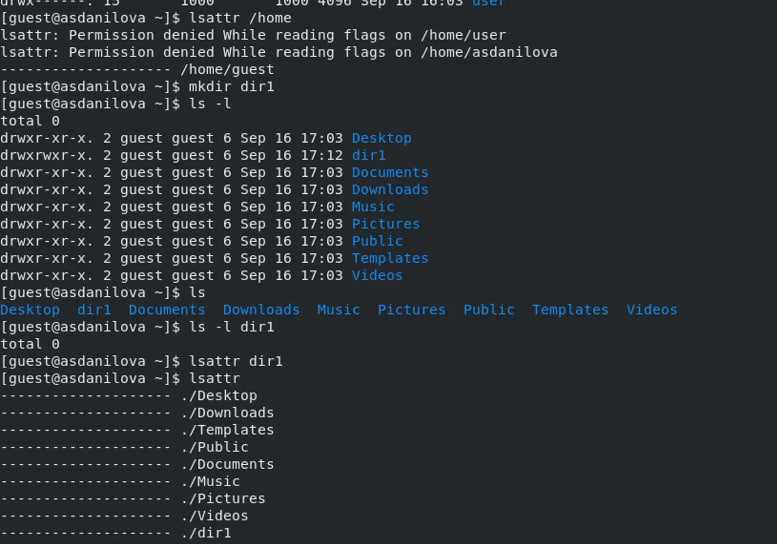 drwx------. 15 1000 1000 4096 Sep 16 16:03 user
[guest@asdanilova ~]$ lsattr /home
lsattr: Permission denied While reading flags on /home/user
lsattr: Permission denied While reading flags on /home/asdanilova
-------------------- /home/guest
[guest@asdanilova ~]$ mkdir dir1
[guest@asdanilova ~]$ ls -l
total 0
drwxr-xr-x. 2 guest guest 6 Sep 16 17:03 Desktop
drwxrwxr-x. 2 guest guest 6 Sep 16 17:12 dir1
drwxr-xr-x. 2 guest guest 6 Sep 16 17:03 Documents
drwxr-xr-x. 2 guest guest 6 Sep 16 17:03 Downloads
drwxr-xr-x. 2 guest guest 6 Sep 16 17:03 Music
drwxr-xr-x. 2 guest guest 6 Sep 16 17:03 Pictures
drwxr-xr-x. 2 guest guest 6 Sep 16 17:03 Public
drwxr-xr-x. 2 guest guest 6 Sep 16 17:03 Templates
drwxr-xr-x. 2 guest guest 6 Sep 16 17:03 Videos
[guest@asdanilova ~]$ ls
Desktop dir1 Documents Downloads Music Pictures Public Templates Videos
[guest@asdanilova ~]$ ls -l dir1
total 0
[guest@asdanilova ~]$ lsattr dir1
[guest@asdanilova ~]$ lsattr
-------------------- ./Desktop
-------------------- ./Downloads
-------------------- ./Templates
-------------------- ./Public
-------------------- ./Documents
-------------------- ./Music
-------------------- ./Pictures
-------------------- ./Videos
-------------------- ./dir1